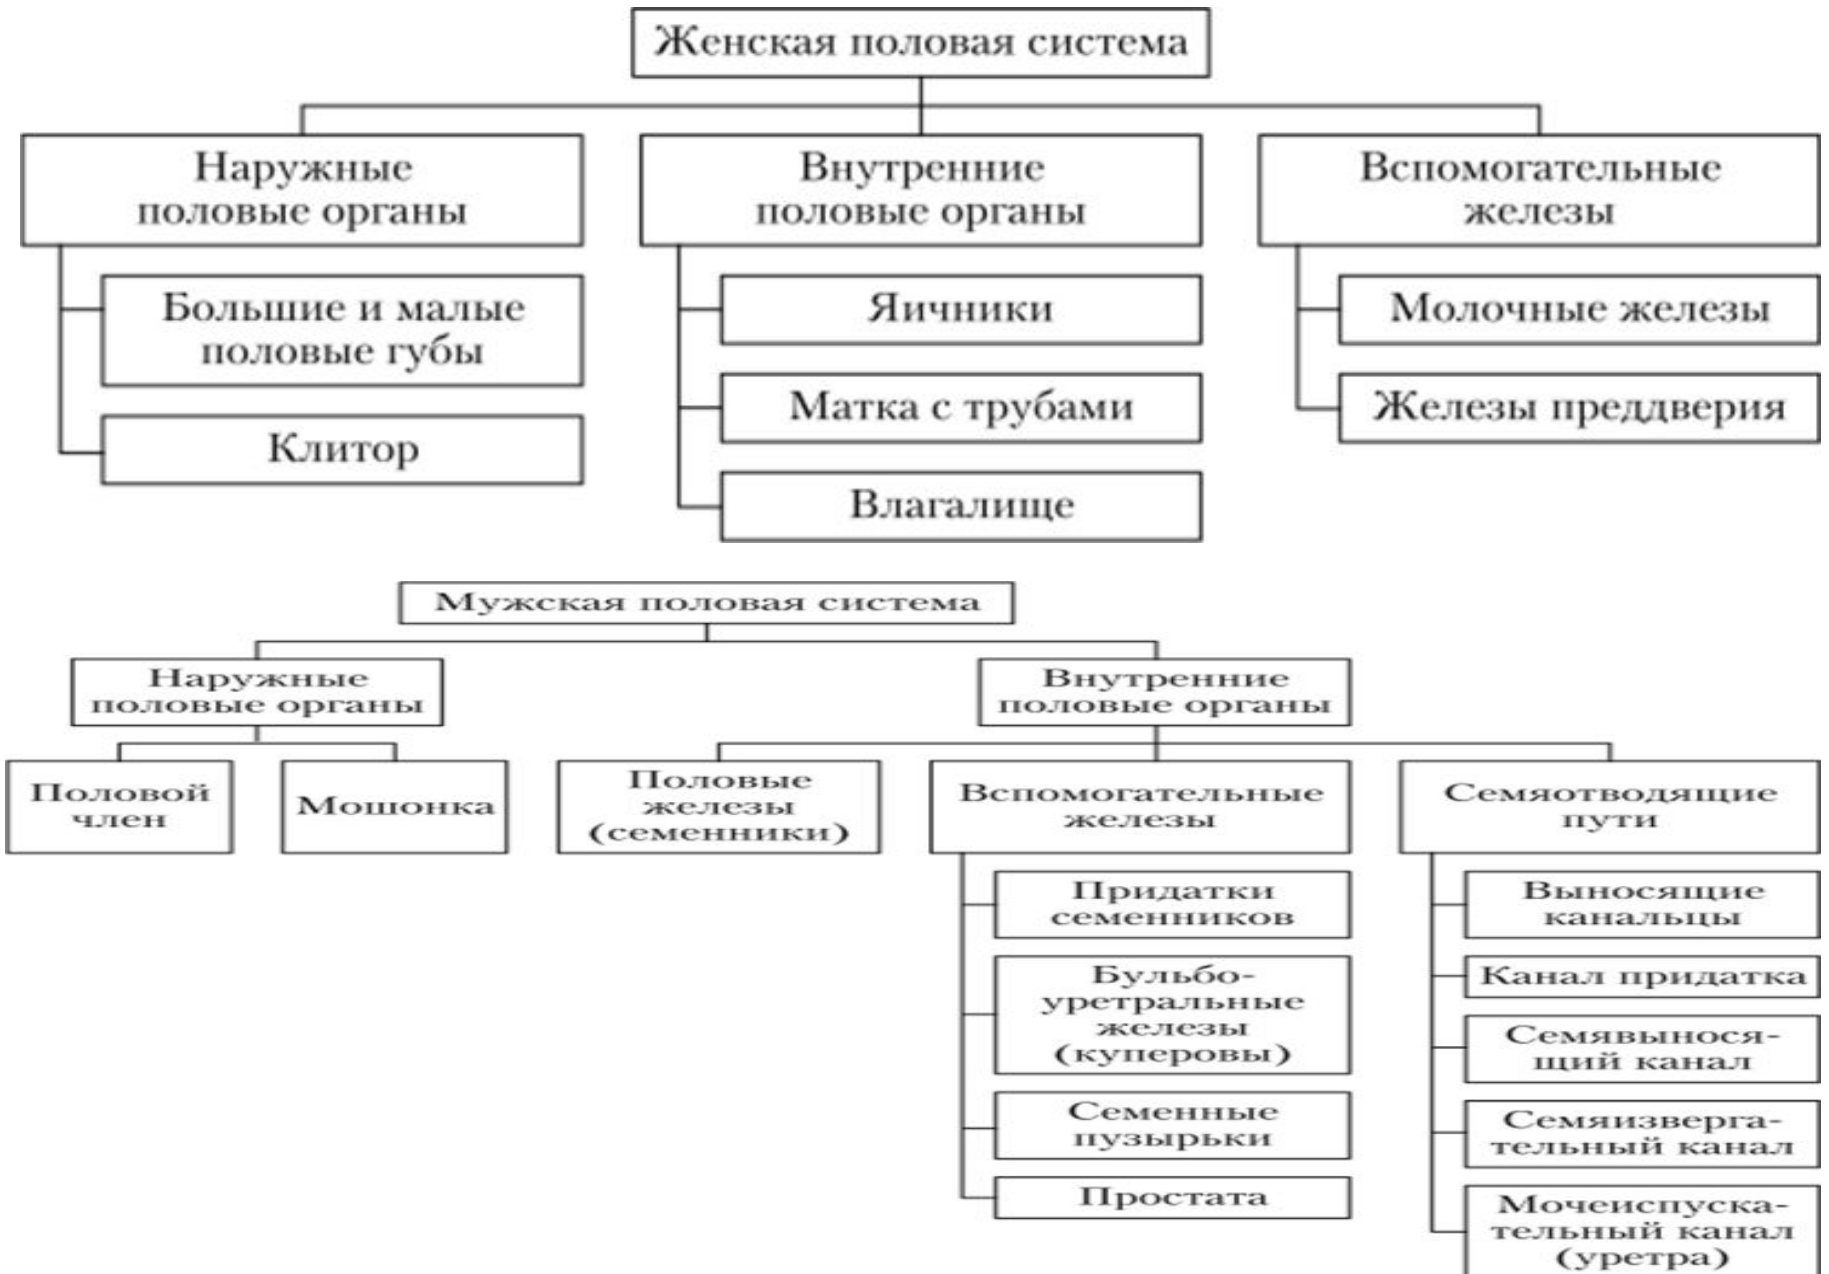 Женская половая система
Наружные
половые органы
Большие и малые
половые губы
Клитор
Внутренние
половые органы
Яичники
Матка с трубами
Влагалище
Вспомогательные
железы
Молочные железы
Железы преддверия
Мужская половая система
Наружные
половые органы
Половой
член
Мошонка
Внутренние
половые органы
Половые
железы
(семенники)
Вспомогательные
железы
Придатки
семенников
Бульбо-
уретральные
железы
(куперовы)
Семенные
пузырьки
Простата
Семяотводящие
пути
Выносящие
канальцы
Канал придатка
Семявынося-
щий канал
Семяизверга-
тельный канал
Мочеиспуска-
тельный канал
(уретра)